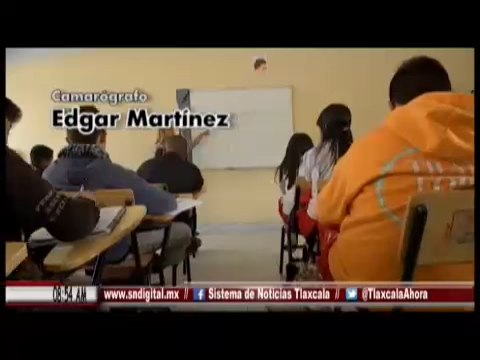 Camarógrafo
Edgar Martínez
08:54 AM www.sndigital.mx // Sistema de Noticias Tlaxcala // @TlaxcalaAhora